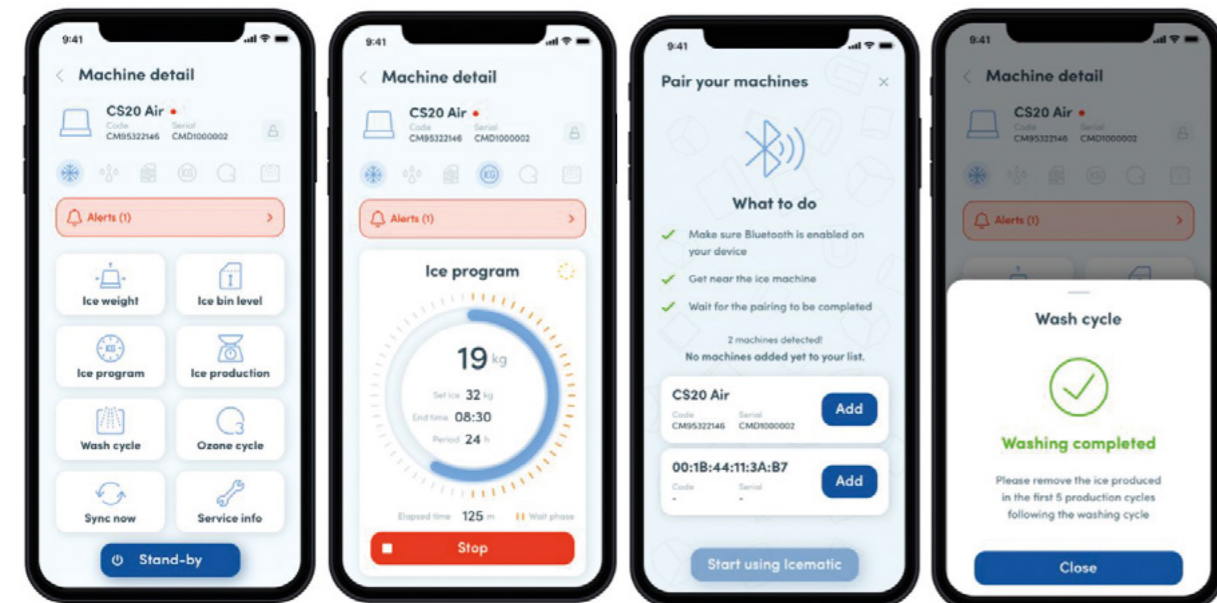 9:41
Machine detail
CS20 Air
Code Serial
CM95322146 CMD1000002
KG
Alerts (1)
Ice weight
Ice bin level
KG
Ice program
Ice production
Wash cycle
3
Ozone cycle
Sync now
Service info
Stand-by
9:41
Machine detail
CS20 Air
Code Serial
CM95322146 CMD1000002
KG
Alerts (1)
Ice program
19 kg
Set ice 32 kg
End time 08:30
Period 24 h
Elapsed time 125 m Wait phase
Stop
9:41
Pair your machines
What to do
Make sure Bluetooth is enabled on
your device
Get near the ice machine
Wait for the pairing to be completed
2 machines detected!
No machines added yet to your list.
CS20 Air
Code Serial
CM95322146 CMD1000002
Add
00:1B:44:11:3A:B7
Code Serial
- -
Add
Start using Icematic
9:41
Machine detail
CS20 Air
Code Serial
CM95322146 CMD1000002
KG
Alerts (1)
Wash cycle
Washing completed
Please remove the ice produced
in the first 5 production cycles
following the washing cycle
Close